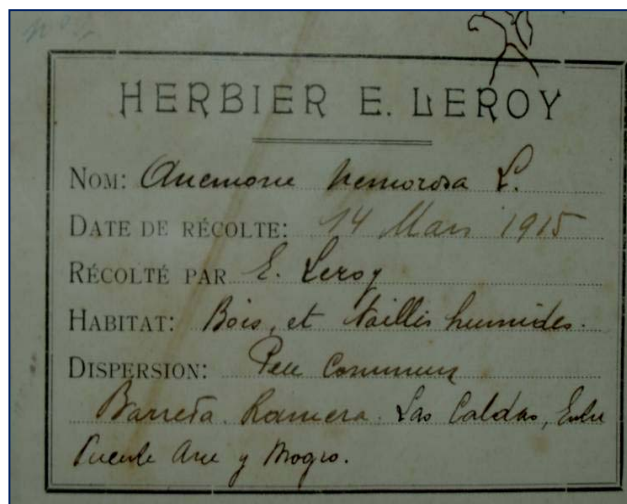 HERBIER E. LEROY
NOM: Anemone nemorosa L.
DATE DE RÉCOLTE: 14 Mars 1915
RÉCOLTÉ PAR E. Leroy
HABITAT: Bois, et taillis humides.
DISPERSION: Peu Commun
Barreda. Ramera. Las Caldas, Entre
Puente Arce y Mogro.